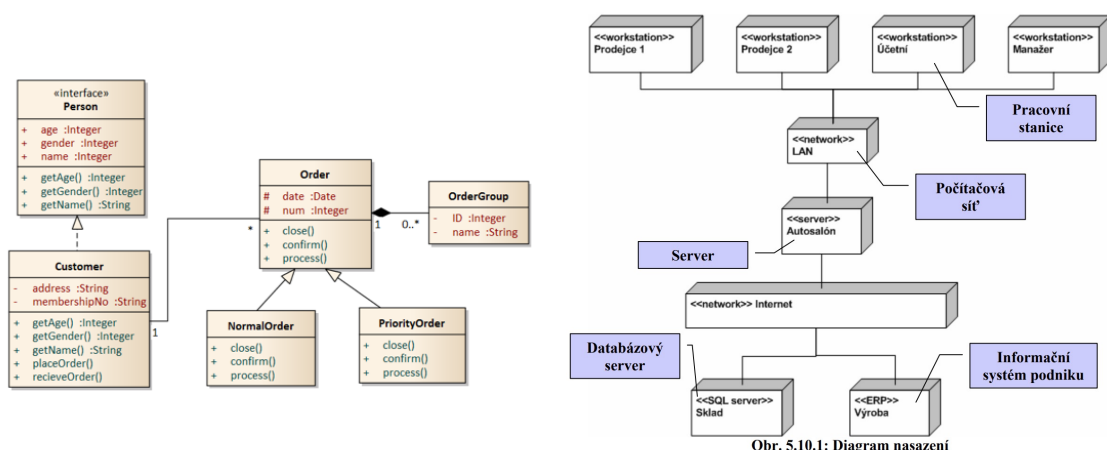 «interface»
Person
+ age :Integer
+ gender :Integer
+ name :Integer
+ getAge() :Integer
+ getGender() :Integer
+ getName() :String
Customer
- address :String
- membershipNo :String
+ getAge() :Integer
+ getGender() :Integer
+ getName() :String
+ placeOrder()
+ recieveOrder()
1
*
Order
# date :Date
# num :Integer
+ close()
+ confirm()
+ process()
1
0..*
OrderGroup
- ID :Integer
- name :String
NormalOrder
+ close()
+ confirm()
+ process()
PriorityOrder
+ close()
+ confirm()
+ process()
<<workstation>>
Prodejce 1
<<workstation>>
Prodejce 2
<<workstation>>
Účetní
<<workstation>>
Manažer
Pracovní
stanice
<<network>>
LAN
Počítačová
síť
<<server>>
Autosalón
Server
<<network>> Internet
Databázový
server
Informační
systém podniku
<<SQL server>>
Sklad
<<ERP>>
Výroba
Obr. 5.10.1: Diagram nasazení